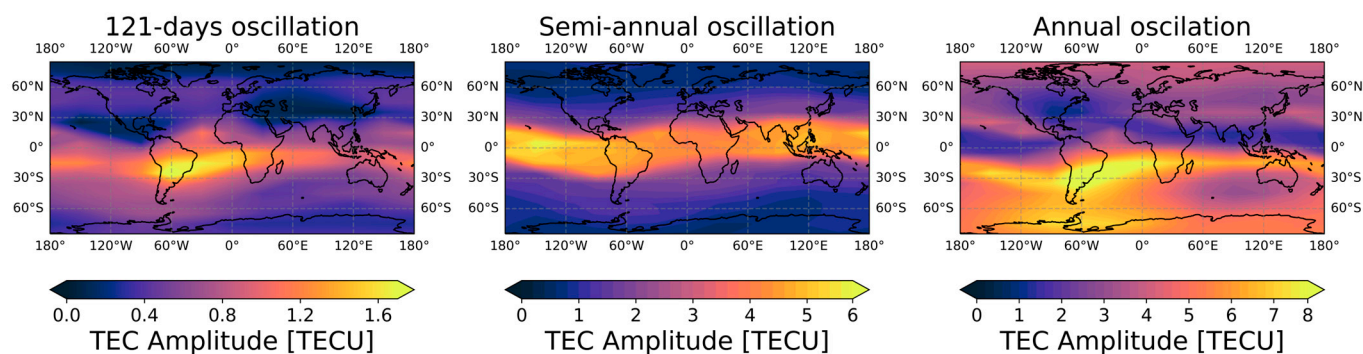 121-days oscillation Semi-annual oscillation Annual oscilation
180° 120°W 60°W 0° 60°E 120°E 180° 180° 120°W 60°W 0° 60°E 120°E 180° 180° 120°W 60°W 0° 60°E 120°E 180°
60°N 60°N 60°N 60°N 60°N 60°N
30°N 30°N 30°N 30°N 30°N 30°N
0° 0° 0° 0° 0° 0°
30°S 30°S 30°S 30°S 30°S 30°S
60°S 60°S 60°S 60°S 60°S 60°S
180° 120°W 60°W 0° 60°E 120°E 180° 180° 120°W 60°W 0° 60°E 120°E 180° 180° 120°W 60°W 0° 60°E 120°E 180°
0.0 0.4 0.8 1.2 1.6 0 1 2 3 4 5 6 0 1 2 3 4 5 6 7 8
TEC Amplitude [TECU] TEC Amplitude [TECU] TEC Amplitude [TECU]